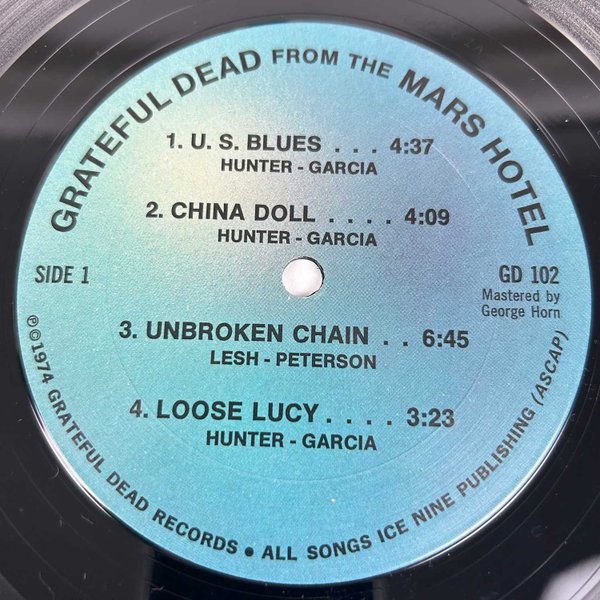 GRATEFUL DEAD FROM THE MARS HOTEL
1. U. S. BLUES . . . 4:37
HUNTER - GARCIA
2. CHINA DOLL . . . . 4:09
HUNTER - GARCIA
SIDE 1
GD 102
Mastered by
George Horn
3. UNBROKEN CHAIN . . 6:45
LESH - PETERSON
4. LOOSE LUCY . . . . 3:23
HUNTER - GARCIA
℗©1974 GRATEFUL DEAD RECORDS • ALL SONGS ICE NINE PUBLISHING (ASCAP)